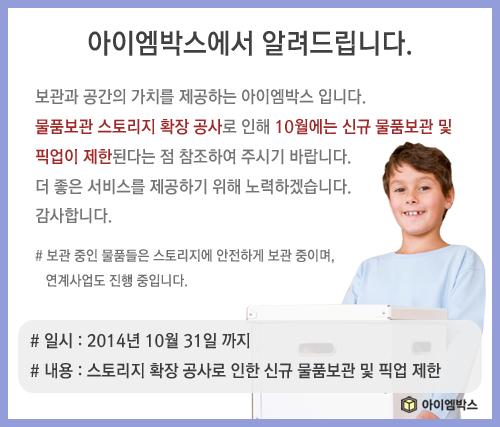 아이엠박스에서 알려드립니다.
보관과 공간의 가치를 제공하는 아이엠박스 입니다.
물품보관 스토리지 확장 공사로 인해 10월에는 신규 물품보관 및
픽업이 제한된다는 점 참조하여 주시기 바랍니다.
더 좋은 서비스를 제공하기 위해 노력하겠습니다.
감사합니다.
# 보관 중인 물품들은 스토리지에 안전하게 보관 중이며,
연계사업도 진행 중입니다.
# 일시 : 2014년 10월 31일 까지
# 내용 : 스토리지 확장 공사로 인한 신규 물품보관 및 픽업 제한
아이엠박스